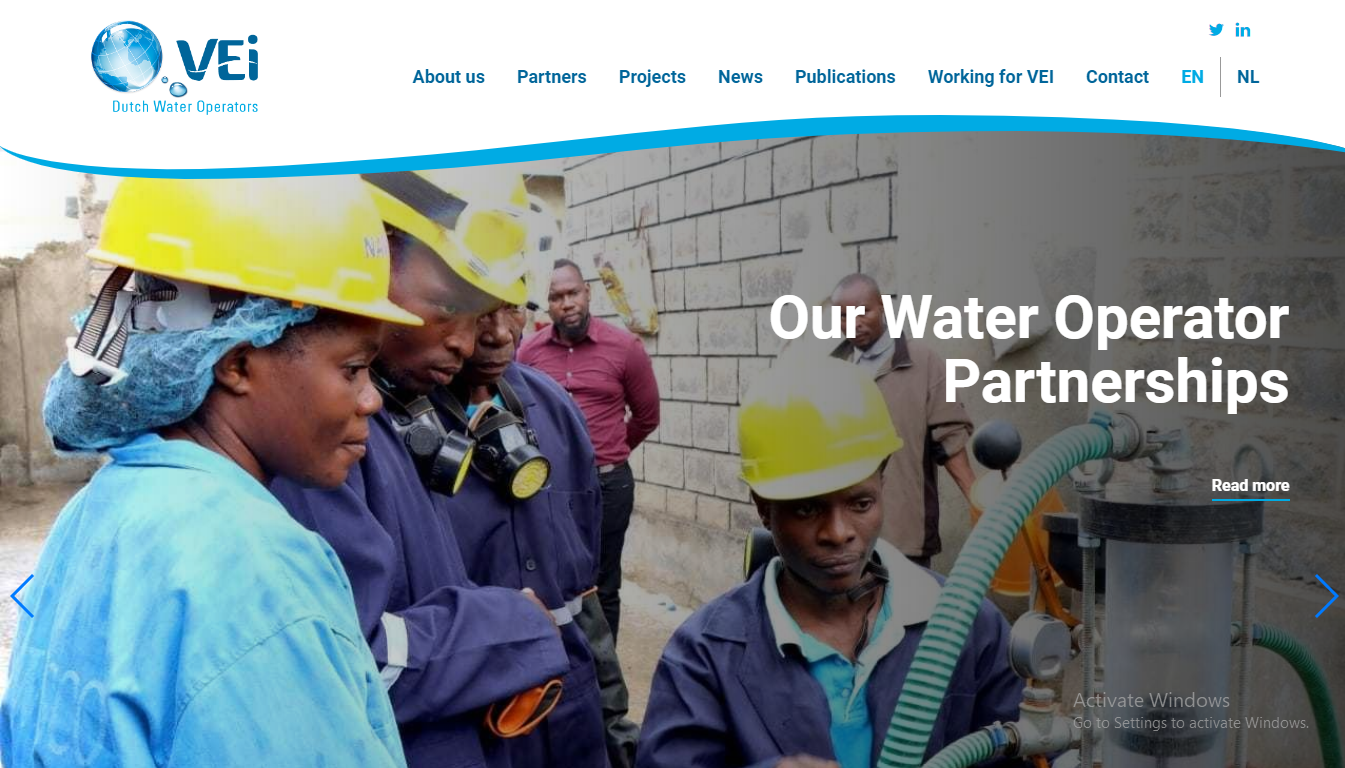 VEi
Dutch Water Operators
About us Partners Projects News Publications Working for VEI Contact EN NL
NA
Our Water Operator
Partnerships
Read more
Activate Windows
Go to Settings to activate Windows.